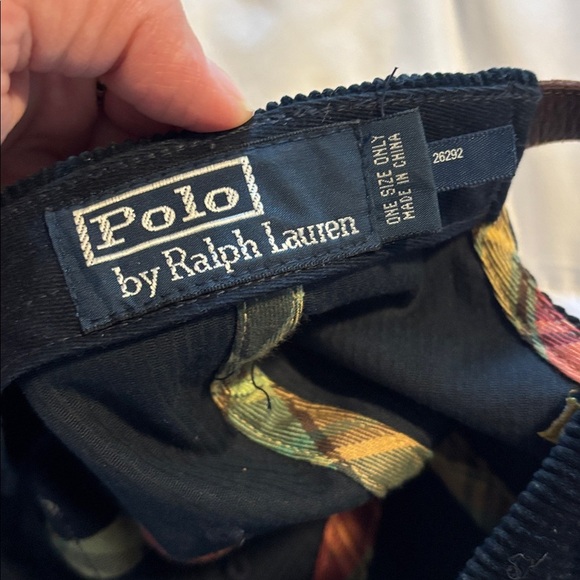 Polo
by Ralph Lauren
ONE SIZE ONLY
MADE IN CHINA
26292